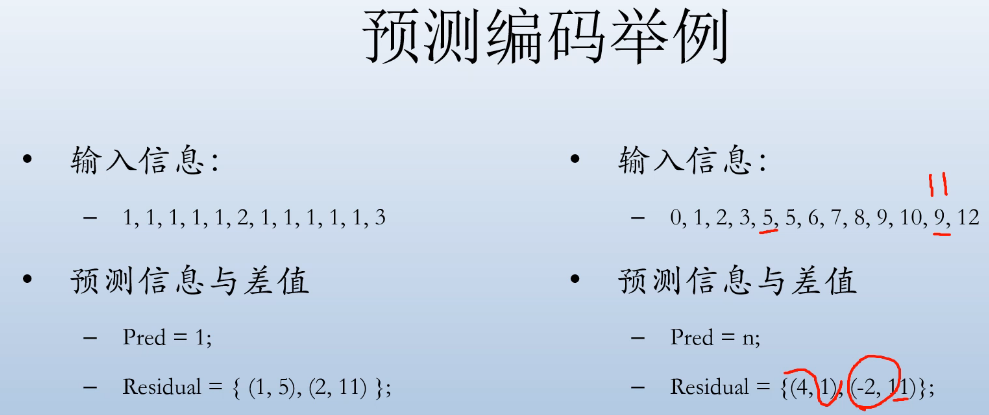 预测编码举例
• 输入信息:
– 1, 1, 1, 1, 1, 2, 1, 1, 1, 1, 1, 3
• 预测信息与差值
– Pred = 1;
– Residual = { (1, 5), (2, 11) };
11
• 输入信息:
– 0, 1, 2, 3, 5, 5, 6, 7, 8, 9, 10, 9, 12
• 预测信息与差值
– Pred = n;
– Residual = {(4, 1), (-2, 11)};